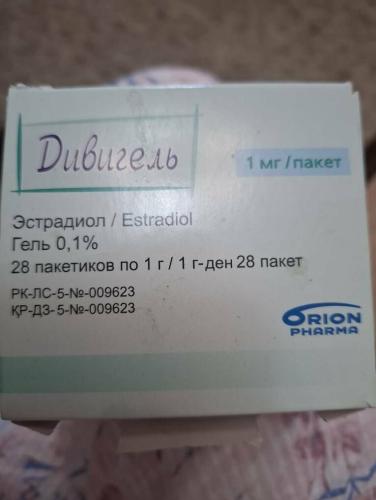 Дивигель
1 мг/пакет
Эстрадиол / Estradiol
Гель 0,1%
28 пакетиков по 1 г / 1 г-ден 28 пакет
РК-ЛС-5-№-009623
ҚР-ДЗ-5-№-009623
ORION
PHARMA